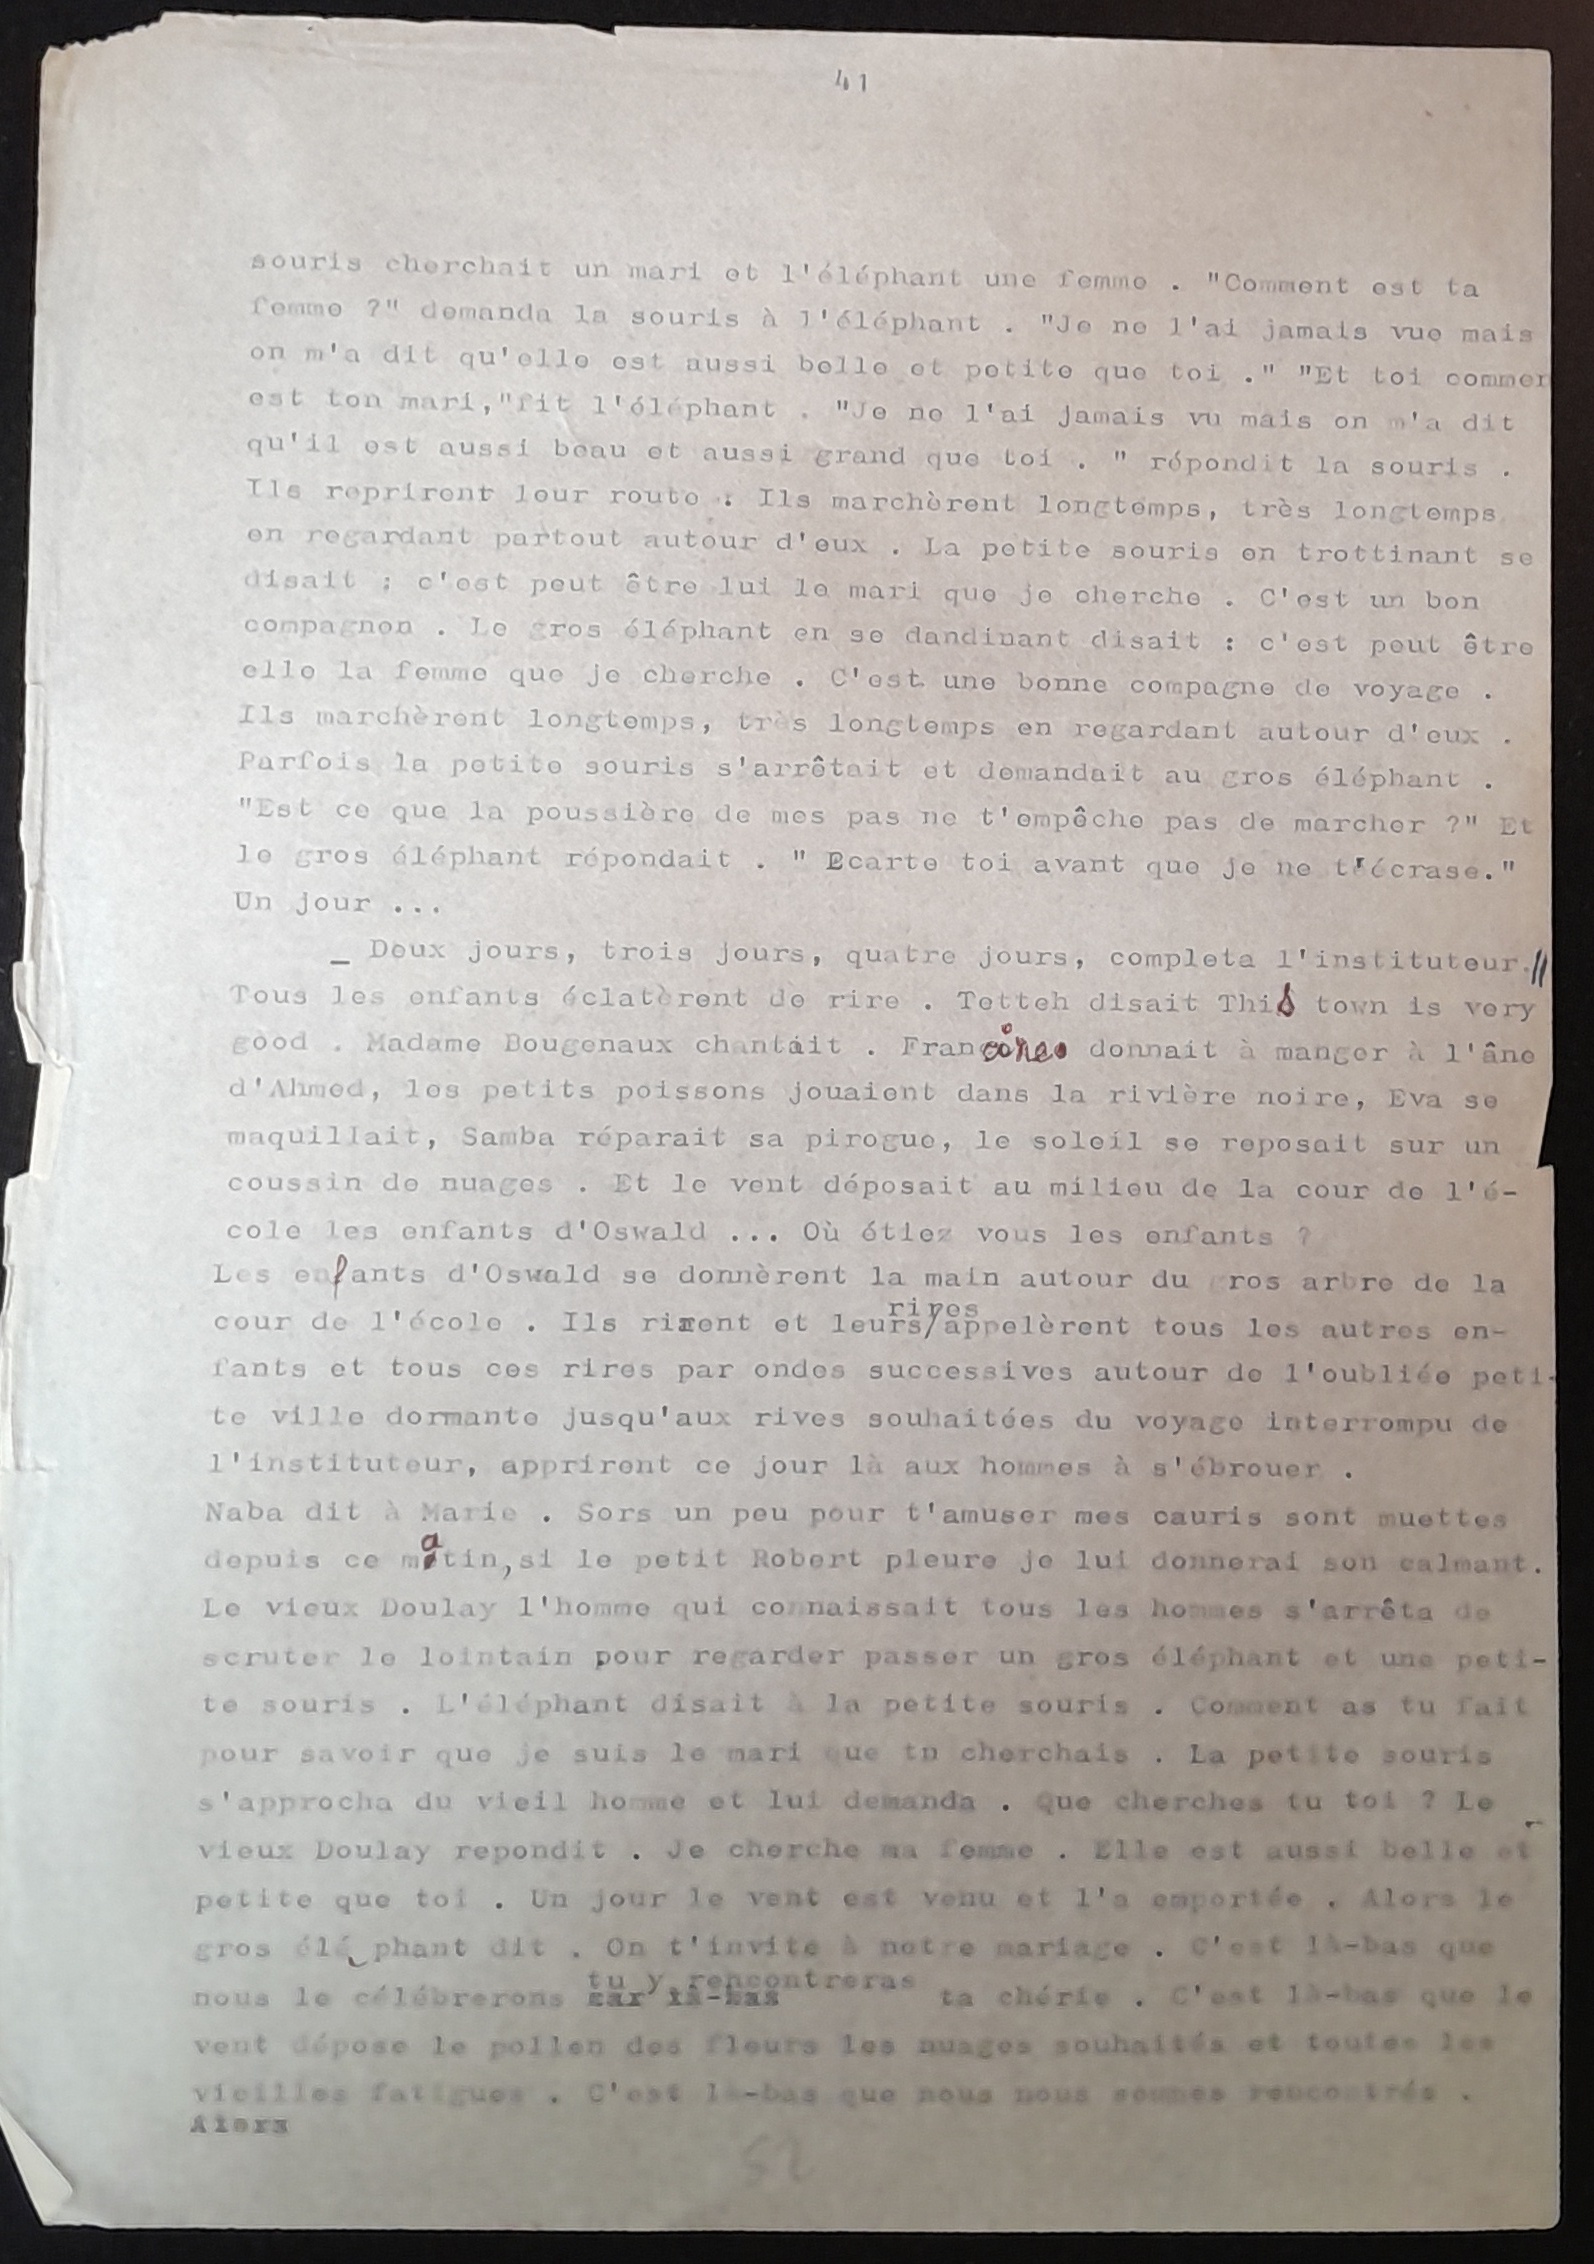 41
souris cherchait un mari et l'éléphant une femme . "Comment est ta
femme ?" demanda la souris à l'éléphant . "Je ne l'ai jamais vue mais
on m'a dit qu'elle est aussi belle et petite que toi ." "Et toi commen
est ton mari,"fit l'éléphant . "Je ne l'ai jamais vu mais on m'a dit
qu'il est aussi beau et aussi grand que toi . " répondit la souris .
Ils reprirent leur route . Ils marchèrent longtemps, très longtemps
en regardant partout autour d'eux . La petite souris en trottinant se
disait : c'est peut être lui le mari que je cherche . C'est un bon
compagnon . Le gros éléphant en se dandinant disait : c'est peut être
elle la femme que je cherche . C'est une bonne compagne de voyage .
Ils marchèrent longtemps, très longtemps en regardant autour d'eux .
Parfois la petite souris s'arrêtait et demandait au gros éléphant .
"Est ce que la poussière de mes pas ne t'empêche pas de marcher ?" Et
le gros éléphant répondait . " Ecarte toi avant que je ne t'écrase."
Un jour ...
_ Deux jours, trois jours, quatre jours, completa l'instituteur.//
Tous les enfants éclatèrent de rire . Tetteh disait This town is very
good . Madame Bougenaux chantait . donnait à manger à l'âne
d'Ahmed, les petits poissons jouaient dans la rivière noire, Eva se
maquillait, Samba réparait sa pirogue, le soleil se reposait sur un
coussin de nuages . Et le vent déposait au milieu de la cour de l'é-
cole les enfants d'Oswald ... Où étiez vous les enfants ?
Les enfants d'Oswald se donnèrent la main autour du gros arbre de la
rires
cour de l'école . Ils rirent et leurs/appelèrent tous les autres en-
fants et tous ces rires par ondes successives autour de l'oubliée peti-
te ville dormante jusqu'aux rives souhaitées du voyage interrompu de
l'instituteur, apprirent ce jour là aux hommes à s'ébrouer .
Naba dit à Marie . Sors un peu pour t'amuser mes cauris sont muettes
depuis ce matin,si le petit Robert pleure je lui donnerai son calmant.
Le vieux Doulay l'homme qui connaissait tous les hommes s'arrêta de
scruter le lointain pour regarder passer un gros éléphant et une peti-
te souris . L'éléphant disait à la petite souris . Comment as tu fait
pour savoir que je suis le mari que tu cherchais . La petite souris
s'approcha du vieil homme et lui demanda . Que cherches tu toi ? Le
vieux Doulay repondit . Je cherche ma femme . Elle est aussi belle et
petite que toi . Un jour le vent est venu et l'a emportée . Alors le
gros éléphant dit . On t'invite à notre mariage . C'est là-bas que
tu y rencontreras
nous le célébrerons car là-bas ta chérie . C'est là-bas que le
vent dépose le pollen des fleurs les nuages souhaités et toutes les
vieilles fatigues . C'est là-bas que nous nous sommes rencontrés .
Alors
52